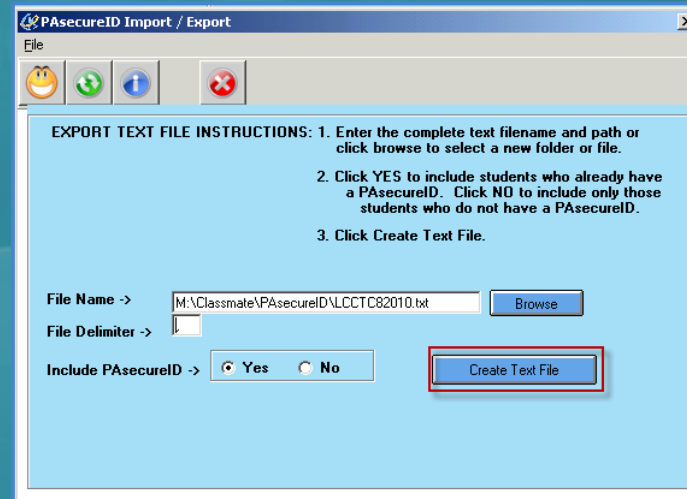 PAsecureID Import / Export
File
EXPORT TEXT FILE INSTRUCTIONS: 1. Enter the complete text filename and path or
click browse to select a new folder or file.
2. Click YES to include students who already have
a PAsecureID. Click NO to include only those
students who do not have a PAsecureID.
3. Click Create Text File.
File Name -> M:\Classmate\PAsecureID\LCCTC82010.txt Browse
File Delimiter -> ,
Include PAsecureID -> Yes No Create Text File